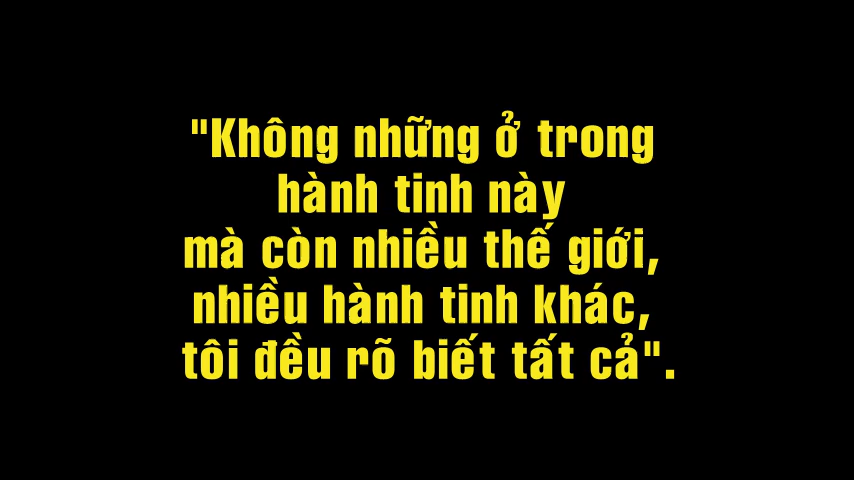 "Không những ở trong
hành tinh này
mà còn nhiều thế giới,
nhiều hành tinh khác,
tôi đều rõ biết tất cả".